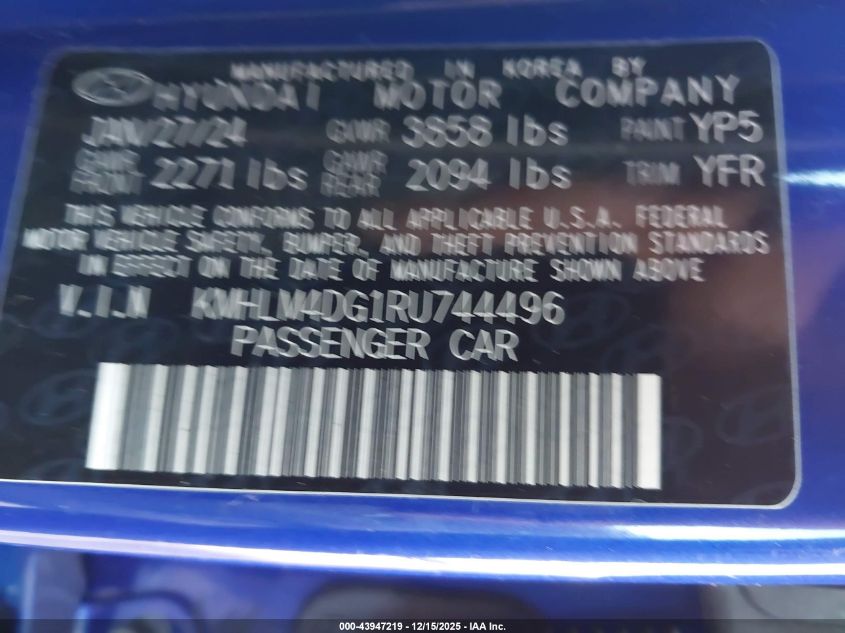 MANUFACTURED IN KOREA BY
HYUNDAI MOTOR COMPANY
JAN/27/24 GVWR 3858 lbs PAINT YP5
GAWR FRONT 2271 lbs GAWR REAR 2094 lbs TRIM YFR
THIS VEHICLE CONFORMS TO ALL APPLICABLE U.S.A. FEDERAL
MOTOR VEHICLE SAFETY, BUMPER, AND THEFT PREVENTION STANDARDS
IN EFFECT ON THE DATE OF MANUFACTURE SHOWN ABOVE
V.I.N KMHLM4DG1RU744496
PASSENGER CAR
000-43947219 - 12/15/2025 - IAA Inc.